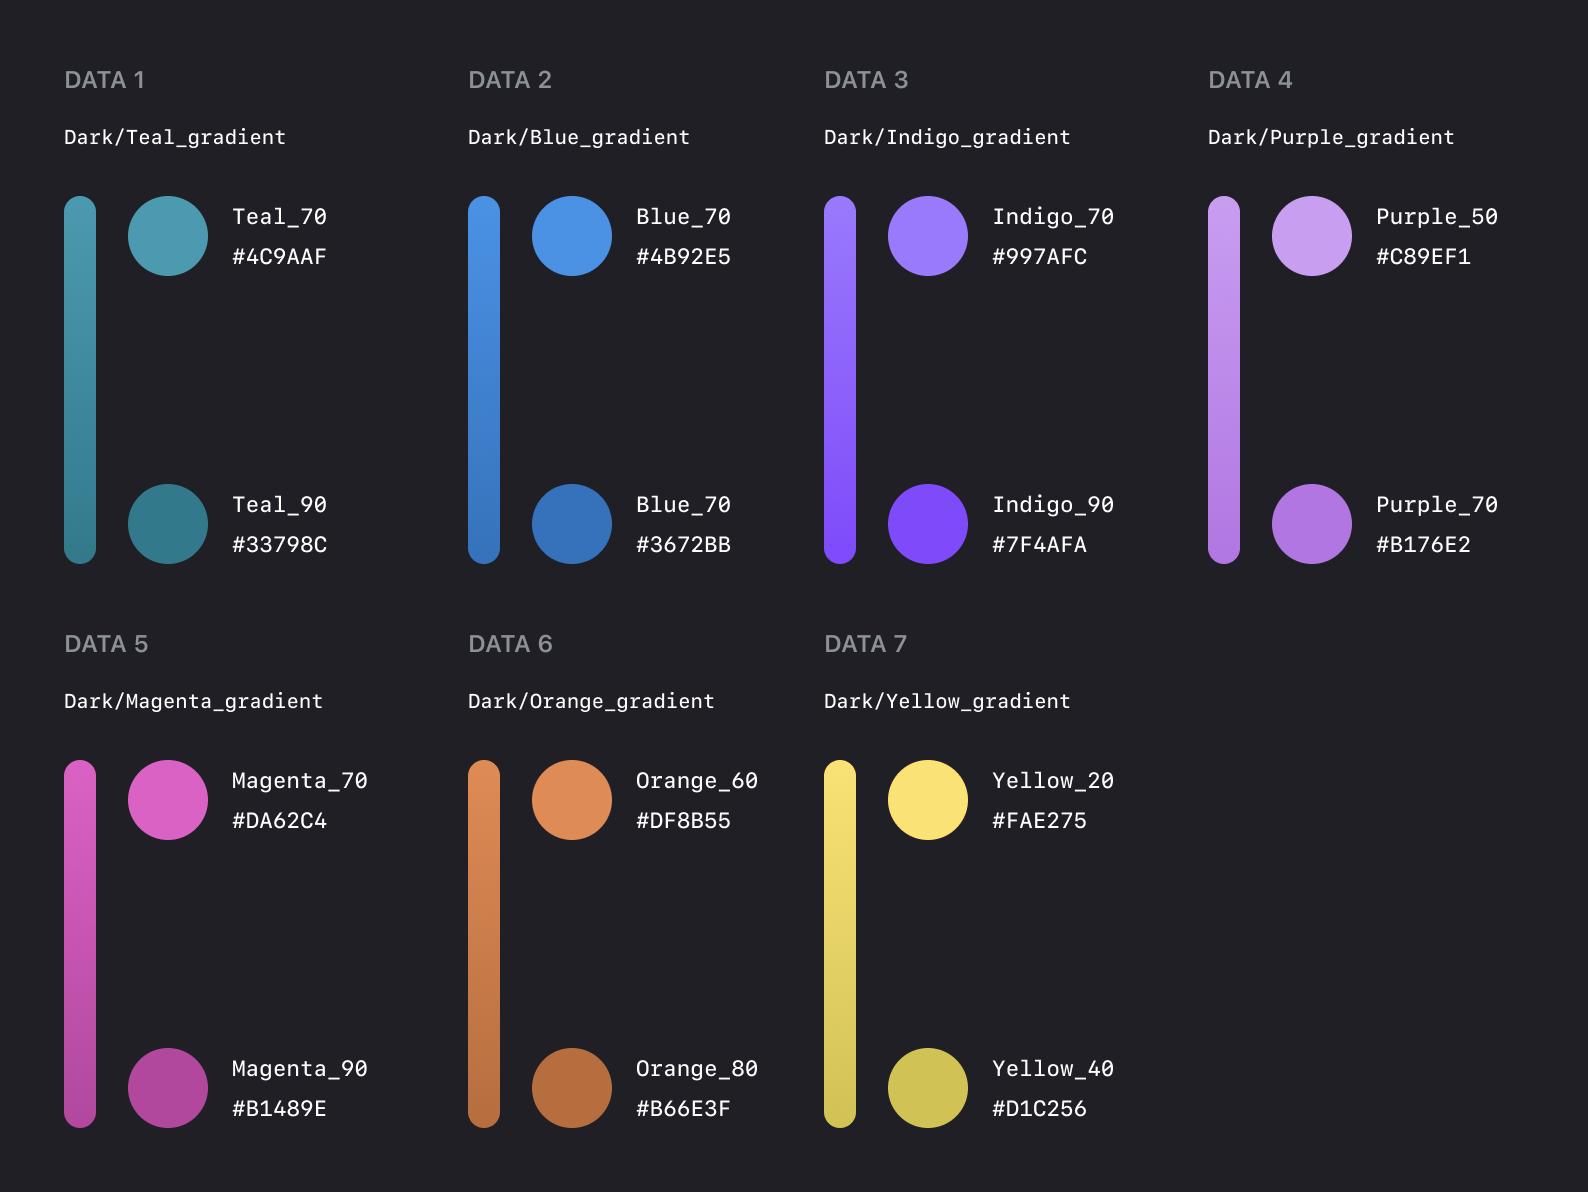 DATA 1
Dark/Teal_gradient
Teal_70
#4C9AAF
Teal_90
#33798C
DATA 2
Dark/Blue_gradient
Blue_70
#4B92E5
Blue_70
#3672BB
DATA 3
Dark/Indigo_gradient
Indigo_70
#997AFC
Indigo_90
#7F4AFA
DATA 4
Dark/Purple_gradient
Purple_50
#C89EF1
Purple_70
#B176E2
DATA 5
Dark/Magenta_gradient
Magenta_70
#DA62C4
Magenta_90
#B1489E
DATA 6
Dark/Orange_gradient
Orange_60
#DF8B55
Orange_80
#B66E3F
DATA 7
Dark/Yellow_gradient
Yellow_20
#FAE275
Yellow_40
#D1C256